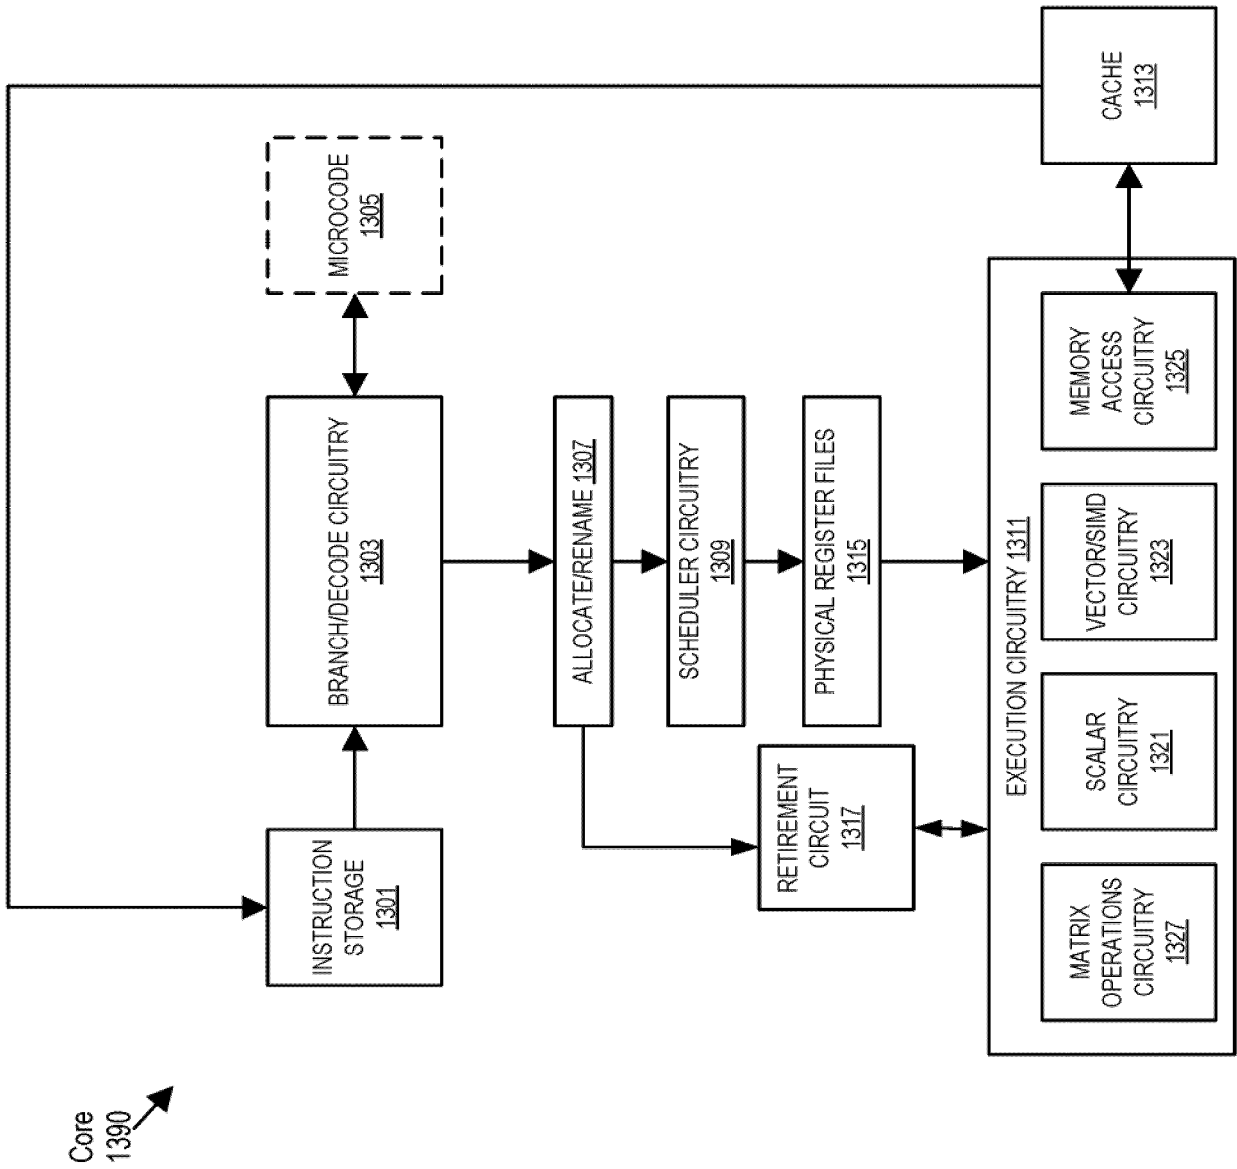 Core
1390
INSTRUCTION
STORAGE
1301
BRANCH/DECODE CIRCUITRY
1303
MICROCODE
1305
ALLOCATE/RENAME 1307
SCHEDULER CIRCUITRY
1309
PHYSICAL REGISTER FILES
1315
RETIREMENT
CIRCUIT
1317
EXECUTION CIRCUITRY 1311
MATRIX
OPERATIONS
CIRCUITRY
1327
SCALAR
CIRCUITRY
1321
VECTOR/SIMD
CIRCUITRY
1323
MEMORY
ACCESS
CIRCUITRY
1325
CACHE
1313